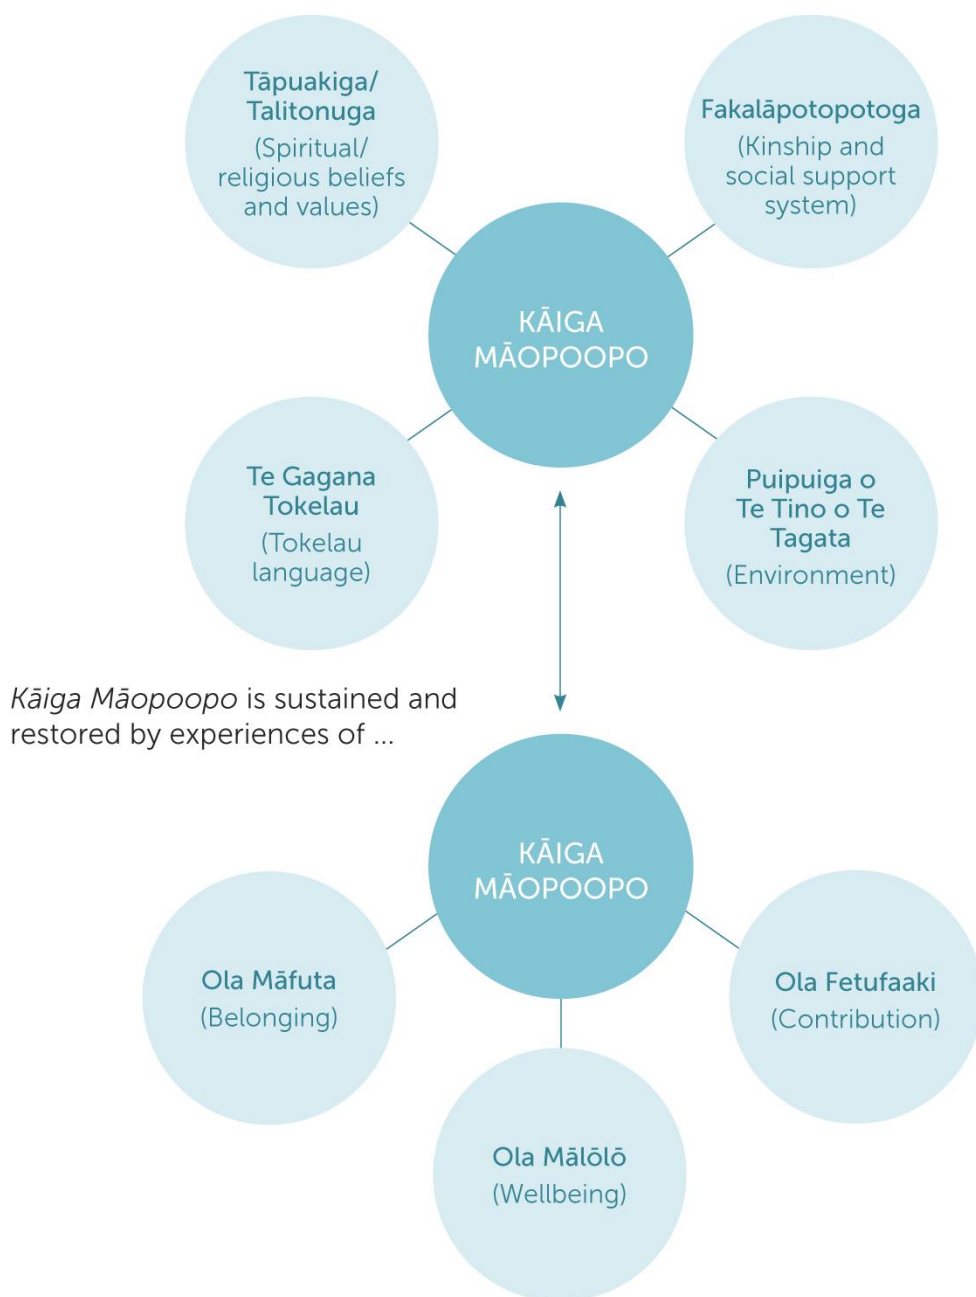 Tāpuakiga/
Talitonuga
(Spiritual/
religious beliefs
and values)
Fakalāpotopotoga
(Kinship and
social support
system)
KĀIGA
MĀOPOOPO
Te Gagana
Tokelau
(Tokelau
language)
Puipuiga o
Te Tino o Te
Tagata
(Environment)
Kāiga Māopoopo is sustained and
restored by experiences of ...
KĀIGA
MĀOPOOPO
Ola Māfuta
(Belonging)
Ola Fetufaaki
(Contribution)
Ola Mālōlō
(Wellbeing)